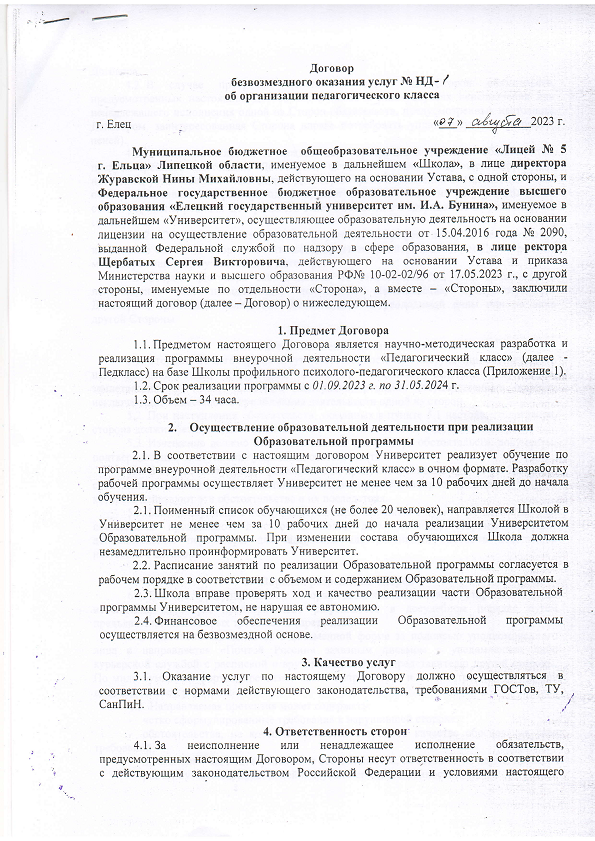 Договор
безвозмездного оказания услуг № НД-1
об организации педагогического класса
г. Елец «07» августа 2023 г.
Муниципальное бюджетное общеобразовательное учреждение «Лицей № 5
г. Ельца» Липецкой области, именуемое в дальнейшем «Школа», в лице директора
Журавской Нины Михайловны, действующего на основании Устава, с одной стороны, и
Федеральное государственное бюджетное образовательное учреждение высшего
образования «Елецкий государственный университет им. И.А. Бунина», именуемое в
дальнейшем «Университет», осуществляющее образовательную деятельность на основании
лицензии на осуществление образовательной деятельности от 15.04.2016 года № 2090,
выданной Федеральной службой по надзору в сфере образования, в лице ректора
Щербатых Сергея Викторовича, действующего на основании Устава и приказа
Министерства науки и высшего образования РФ№ 10-02-02/96 от 17.05.2023 г., с другой
стороны, именуемые по отдельности «Сторона», а вместе – «Стороны», заключили
настоящий договор (далее – Договор) о нижеследующем.
1. Предмет Договора
1.1. Предметом настоящего Договора является научно-методическая разработка и
реализация программы внеурочной деятельности «Педагогический класс» (далее -
Педкласс) на базе Школы профильного психолого-педагогического класса (Приложение 1).
1.2. Срок реализации программы с 01.09.2023 г. по 31.05.2024 г.
1.3. Объем – 34 часа.
2. Осуществление образовательной деятельности при реализации
Образовательной программы
2.1. В соответствии с настоящим договором Университет реализует обучение по
программе внеурочной деятельности «Педагогический класс» в очном формате. Разработку
рабочей программы осуществляет Университет не менее чем за 10 рабочих дней до начала
обучения.
2.1. Поименный список обучающихся (не более 20 человек), направляется Школой в
Университет не менее чем за 10 рабочих дней до начала реализации Университетом
Образовательной программы. При изменении состава обучающихся Школа должна
незамедлительно проинформировать Университет.
2.2. Расписание занятий по реализации Образовательной программы согласуется в
рабочем порядке в соответствии с объемом и содержанием Образовательной программы.
2.3. Школа вправе проверять ход и качество реализации части Образовательной
программы Университетом, не нарушая ее автономию.
2.4. Финансовое обеспечения реализации Образовательной программы
осуществляется на безвозмездной основе.
3. Качество услуг
3.1. Оказание услуг по настоящему Договору должно осуществляться в
соответствии с нормами действующего законодательства, требованиями ГОСТов, ТУ,
СанПиН.
4. Ответственность сторон
4.1. За неисполнение или ненадлежащее исполнение обязательств,
предусмотренных настоящим Договором, Стороны несут ответственность в соответствии
с действующим законодательством Российской Федерации и условиями настоящего